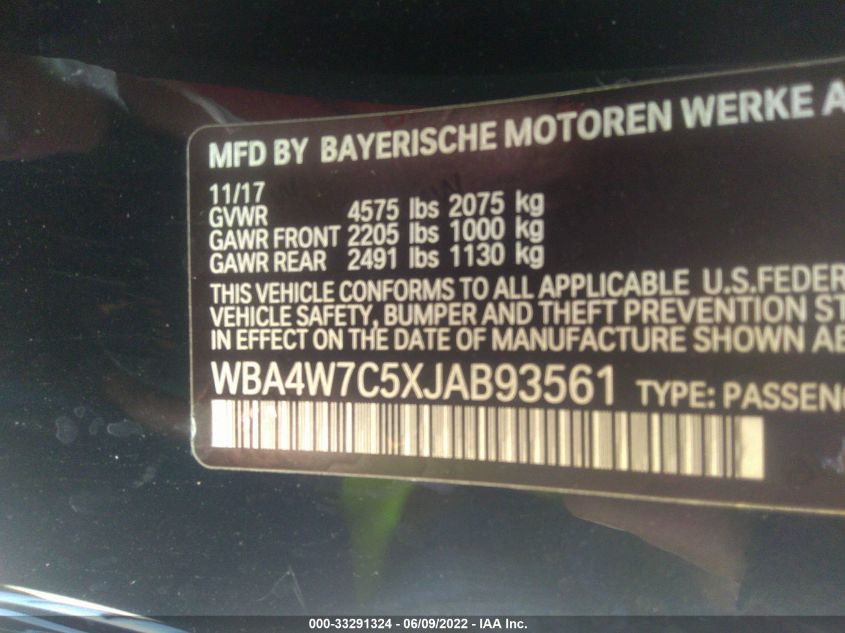 MFD BY BAYERISCHE MOTOREN WERKE A
11/17
GVWR 4575 lbs 2075 kg
GAWR FRONT 2205 lbs 1000 kg
GAWR REAR 2491 lbs 1130 kg
THIS VEHICLE CONFORMS TO ALL APPLICABLE U.S.FEDER
VEHICLE SAFETY, BUMPER AND THEFT PREVENTION ST
IN EFFECT ON THE DATE OF MANUFACTURE SHOWN AB
WBA4W7C5XJAB93561 TYPE: PASSENG
000-33291324 - 06/09/2022 - IAA Inc.